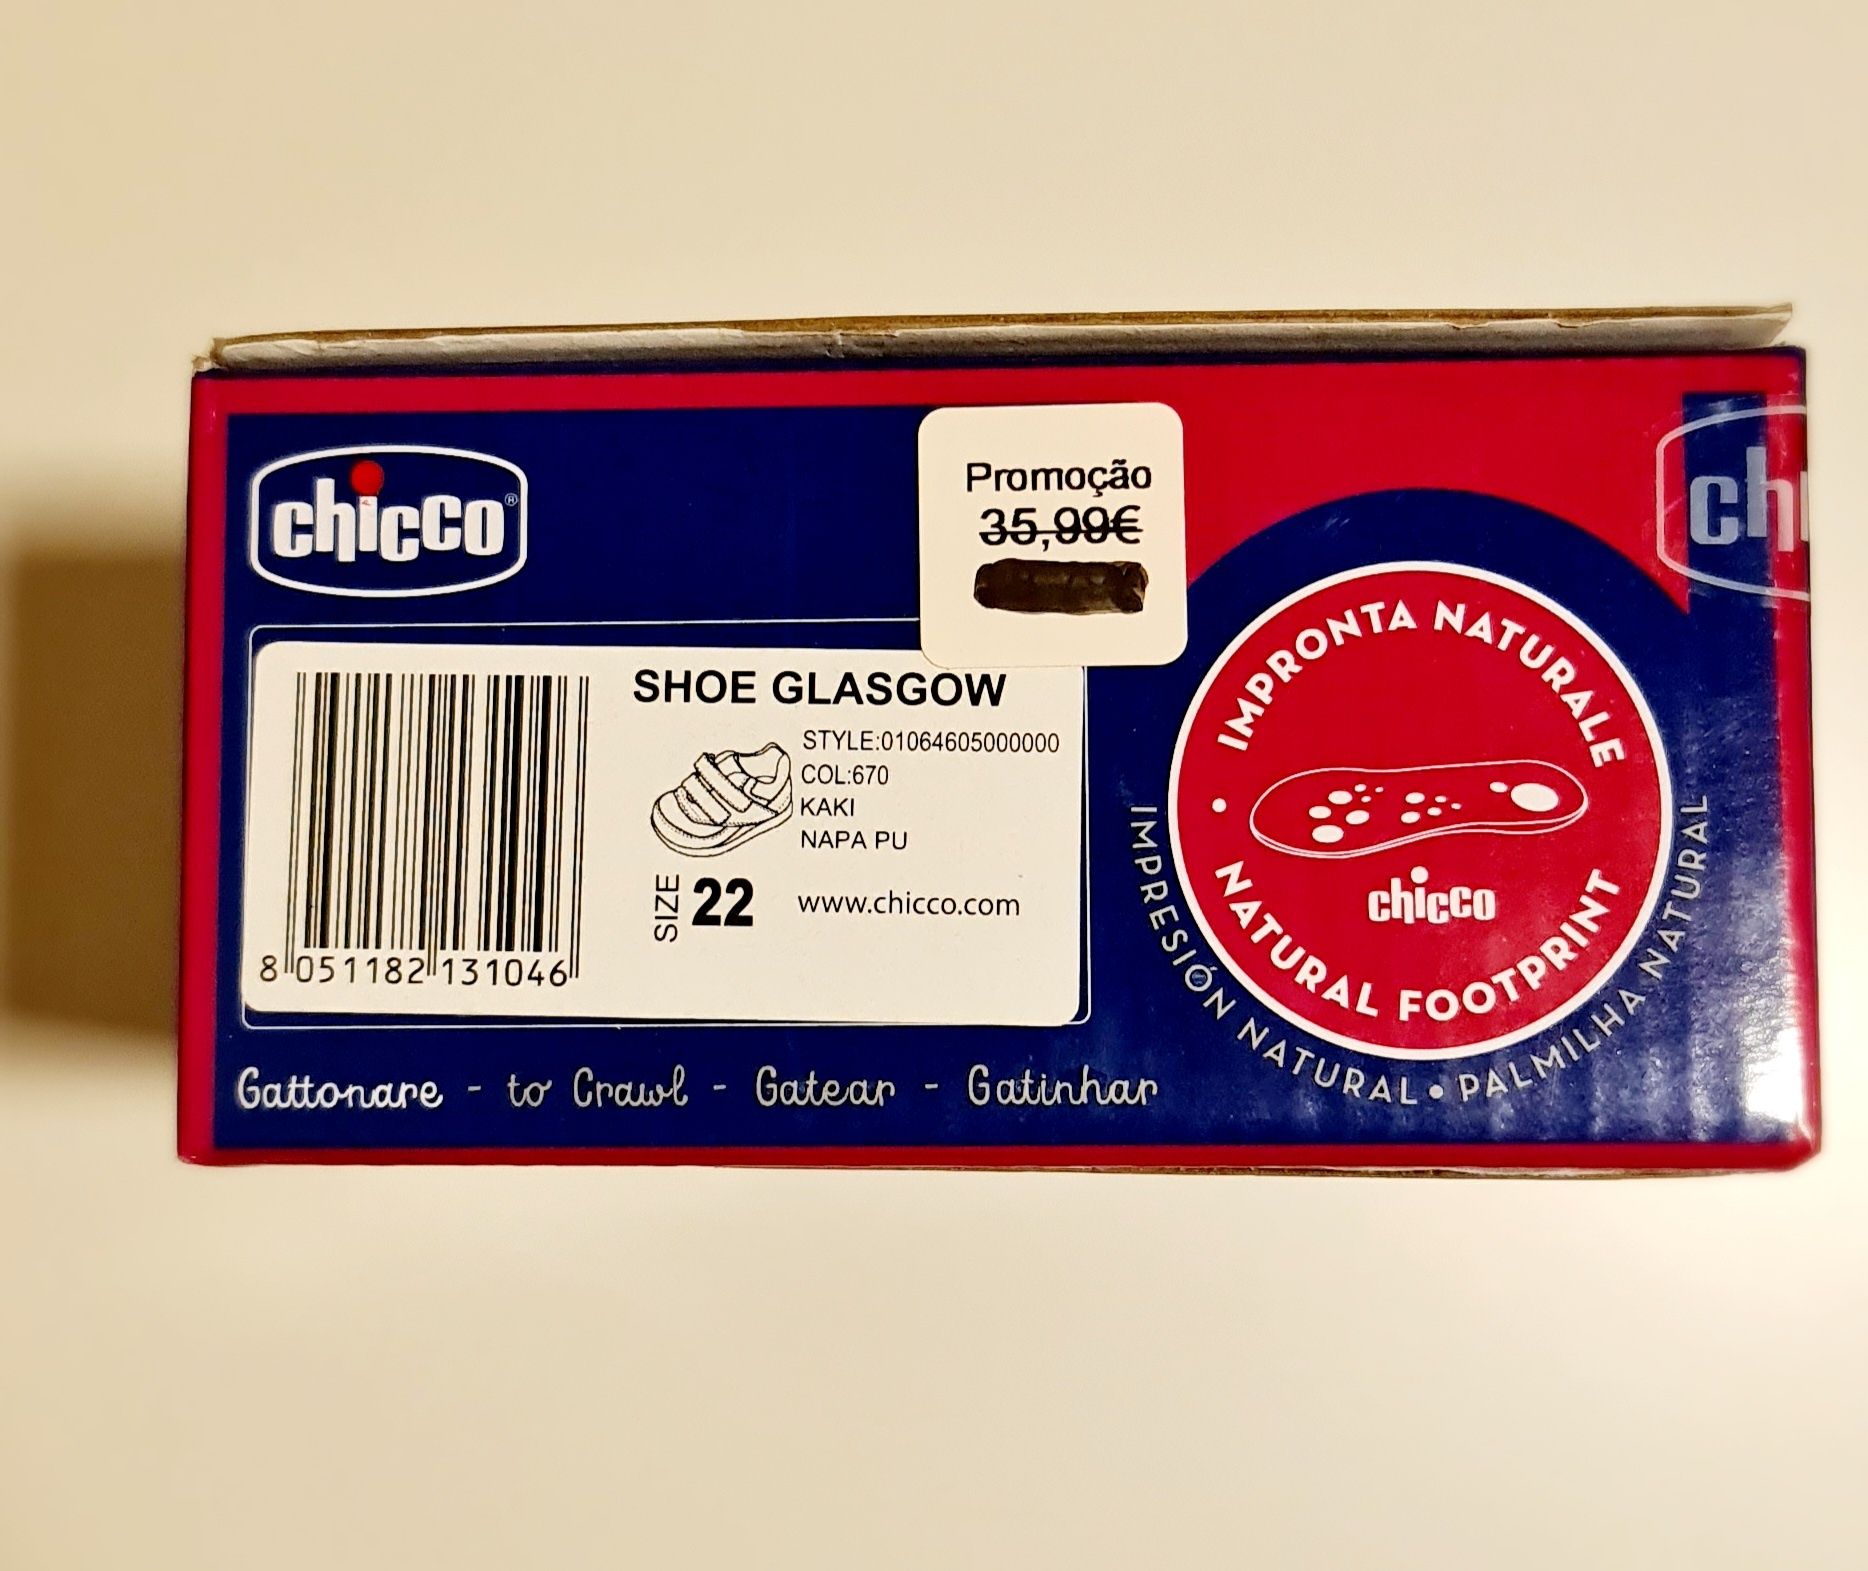 chicco®
Promoção
35,99€
SHOE GLASGOW
STYLE:01064605000000
COL:670
KAKI
NAPA PU
SIZE 22
www.chicco.com
8 051182 131046
Gattonare - to Crawl - Gatear - Gatinhar
• IMPRONTA NATURALE
chicco
NATURAL FOOTPRINT
IMPRESIÓN NATURAL • PALMILHA NATURAL
ch